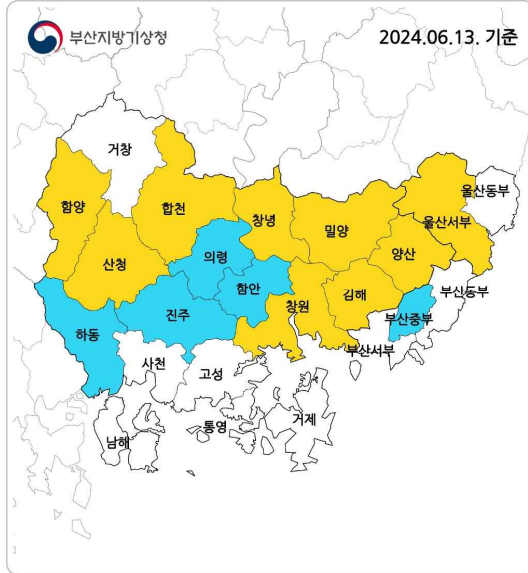 부산지방기상청
2024.06.13. 기준
거창
울산동부
함양
합천
창녕
밀양
울산서부
의령
양산
산청
함안
김해
부산동부
창원
하동
진주
부산중부
사천
고성
부산서부
거제
통영
남해